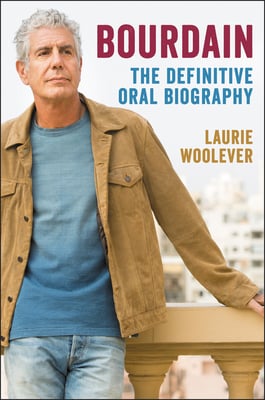 BOURDAIN
THE DEFINITIVE
ORAL BIOGRAPHY
LAURIE
WOOLEVER